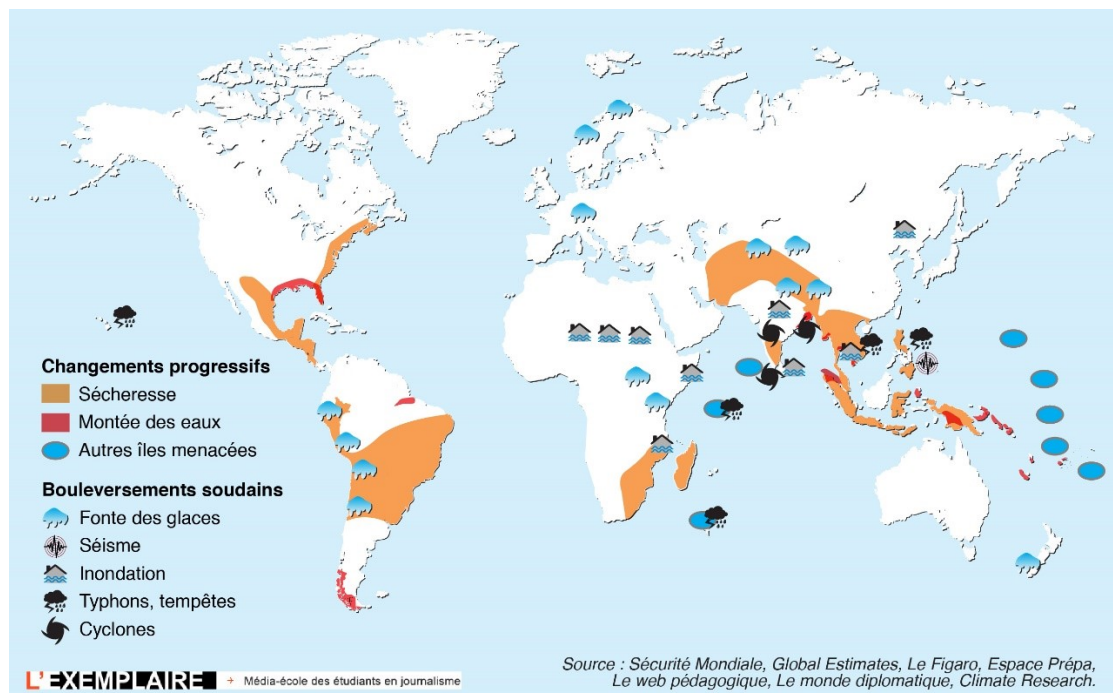 Changements progressifs
Sécheresse
Montée des eaux
Autres îles menacées
Bouleversements soudains
Fonte des glaces
Séisme
Inondation
Typhons, tempêtes
Cyclones
L'EXEMPLAIRE → Média-école des étudiants en journalisme
Source : Sécurité Mondiale, Global Estimates, Le Figaro, Espace Prépa,
Le web pédagogique, Le monde diplomatique, Climate Research.